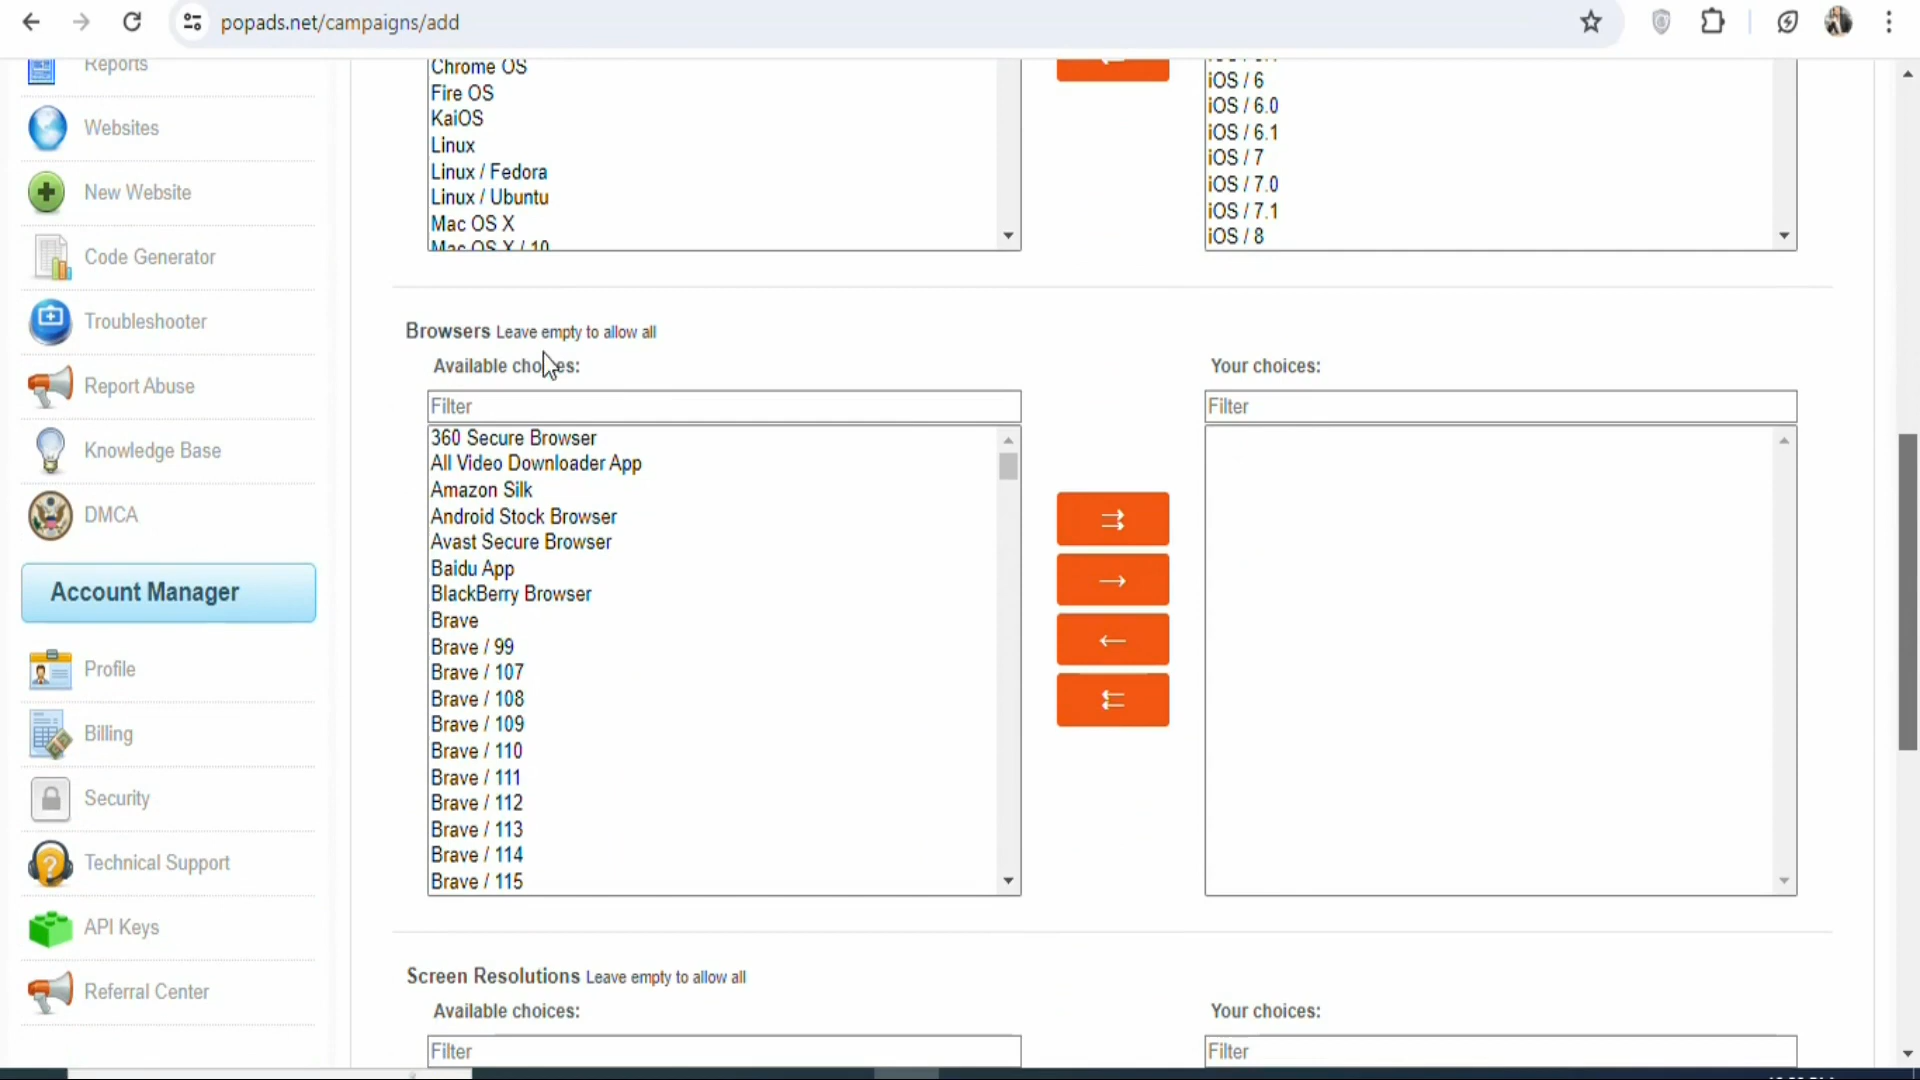 popads.net/campaigns/add
Reports
Websites
New Website
Code Generator
Troubleshooter
Report Abuse
Knowledge Base
DMCA
Account Manager
Profile
Billing
Security
Technical Support
API Keys
Referral Center
Chrome OS
Fire OS
KaiOS
Linux
Linux / Fedora
Linux / Ubuntu
Mac OS X
Mac OS X / 10
iOS / 6
iOS / 6.0
iOS / 6.1
iOS / 7
iOS / 7.0
iOS / 7.1
iOS / 8
Browsers Leave empty to allow all
Available choices:
Filter
360 Secure Browser
All Video Downloader App
Amazon Silk
Android Stock Browser
Avast Secure Browser
Baidu App
BlackBerry Browser
Brave
Brave / 99
Brave / 107
Brave / 108
Brave / 109
Brave / 110
Brave / 111
Brave / 112
Brave / 113
Brave / 114
Brave / 115
Your choices:
Filter
Screen Resolutions Leave empty to allow all
Available choices:
Filter
Your choices:
Filter